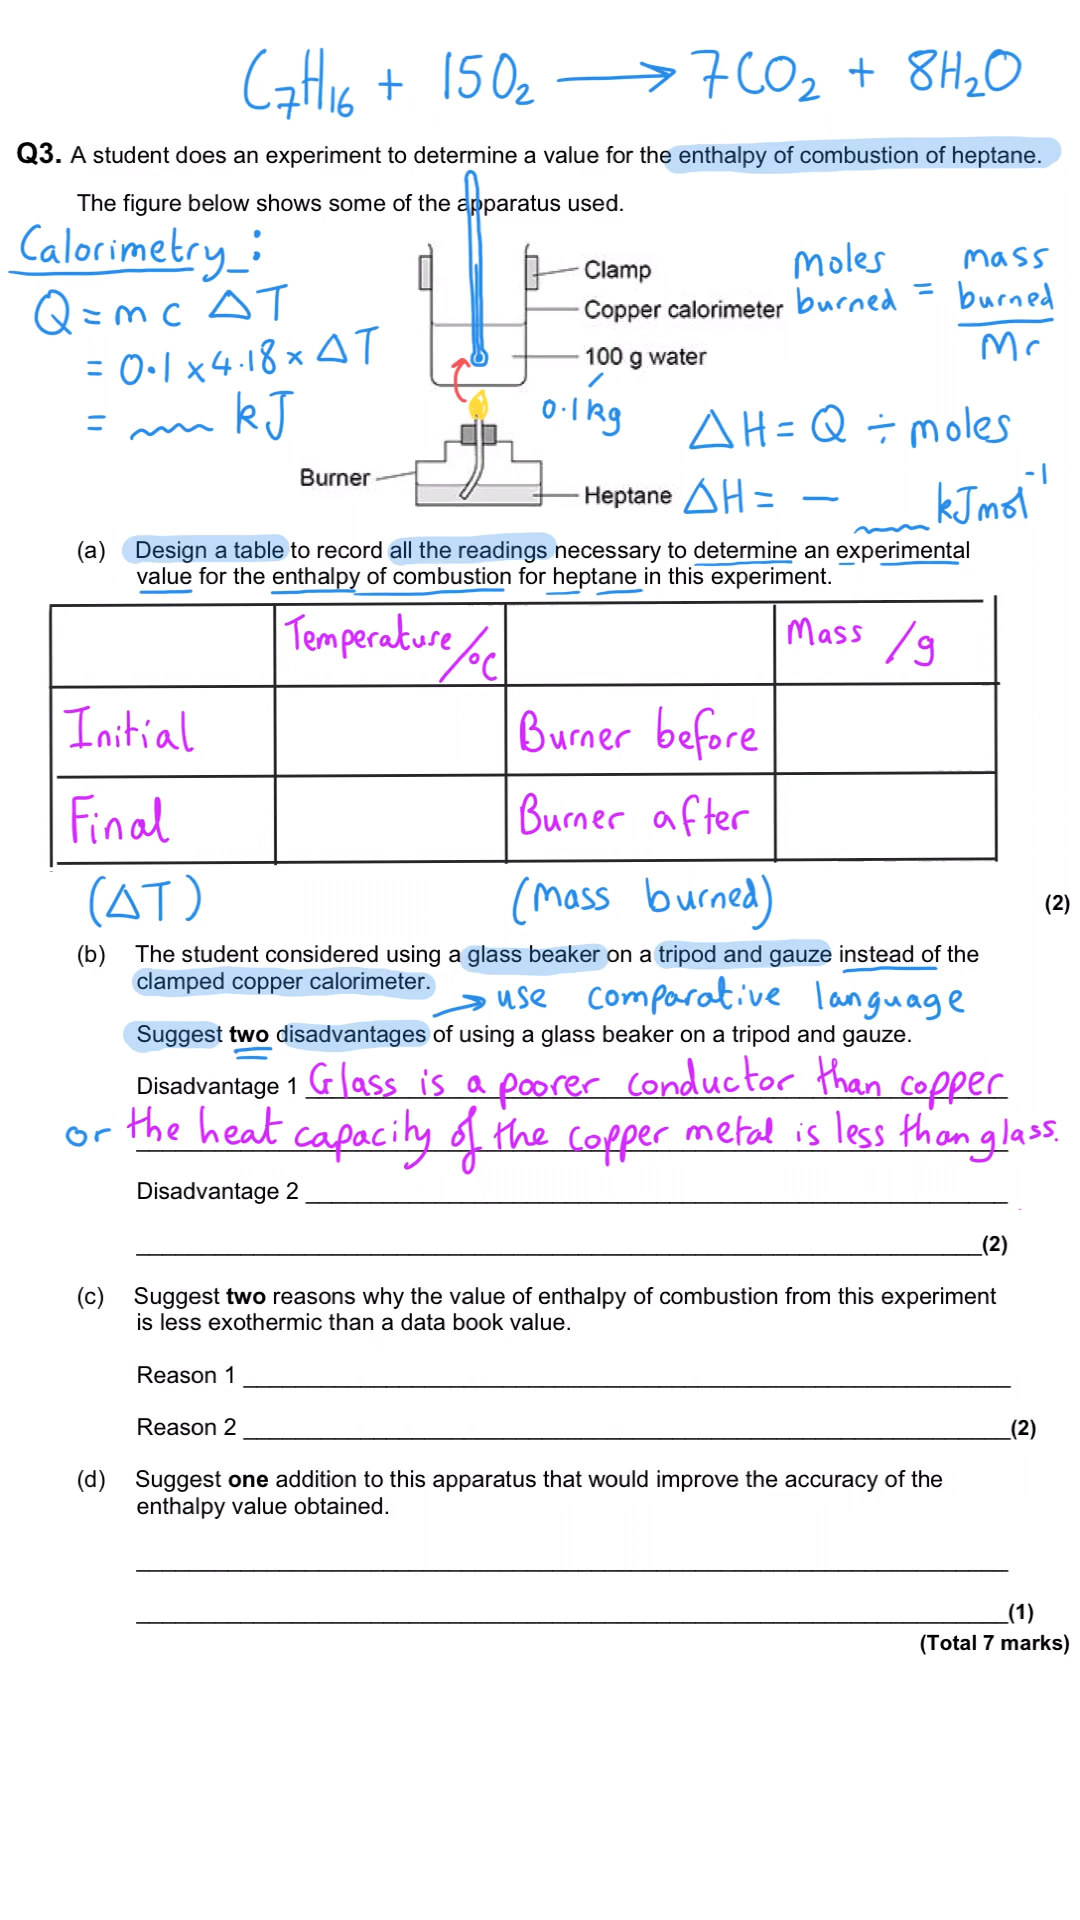 C₇H₁₆ + 15O₂ ⟶ 7CO₂ + 8H₂O
Q3. A student does an experiment to determine a value for the enthalpy of combustion of heptane.
The figure below shows some of the apparatus used.
Calorimetry :
Q = m c ΔT
= 0.1 x 4.18 x ΔT
= kJ
Clamp
Copper calorimeter
100 g water
0.1 kg
Burner
Heptane
moles burned = mass burned / Mr
ΔH = Q ÷ moles
ΔH = - kJmol⁻¹
(a) Design a table to record all the readings necessary to determine an experimental
value for the enthalpy of combustion for heptane in this experiment.
Temperature /°C Mass /g
Initial Burner before
Final Burner after
(ΔT) (mass burned)
(2)
(b) The student considered using a glass beaker on a tripod and gauze instead of the
clamped copper calorimeter.
→ use comparative language
Suggest two disadvantages of using a glass beaker on a tripod and gauze.
Disadvantage 1 Glass is a poorer conductor than copper
or the heat capacity of the copper metal is less than glass.
Disadvantage 2
(2)
(c) Suggest two reasons why the value of enthalpy of combustion from this experiment
is less exothermic than a data book value.
Reason 1
Reason 2
(2)
(d) Suggest one addition to this apparatus that would improve the accuracy of the
enthalpy value obtained.
(1)
(Total 7 marks)